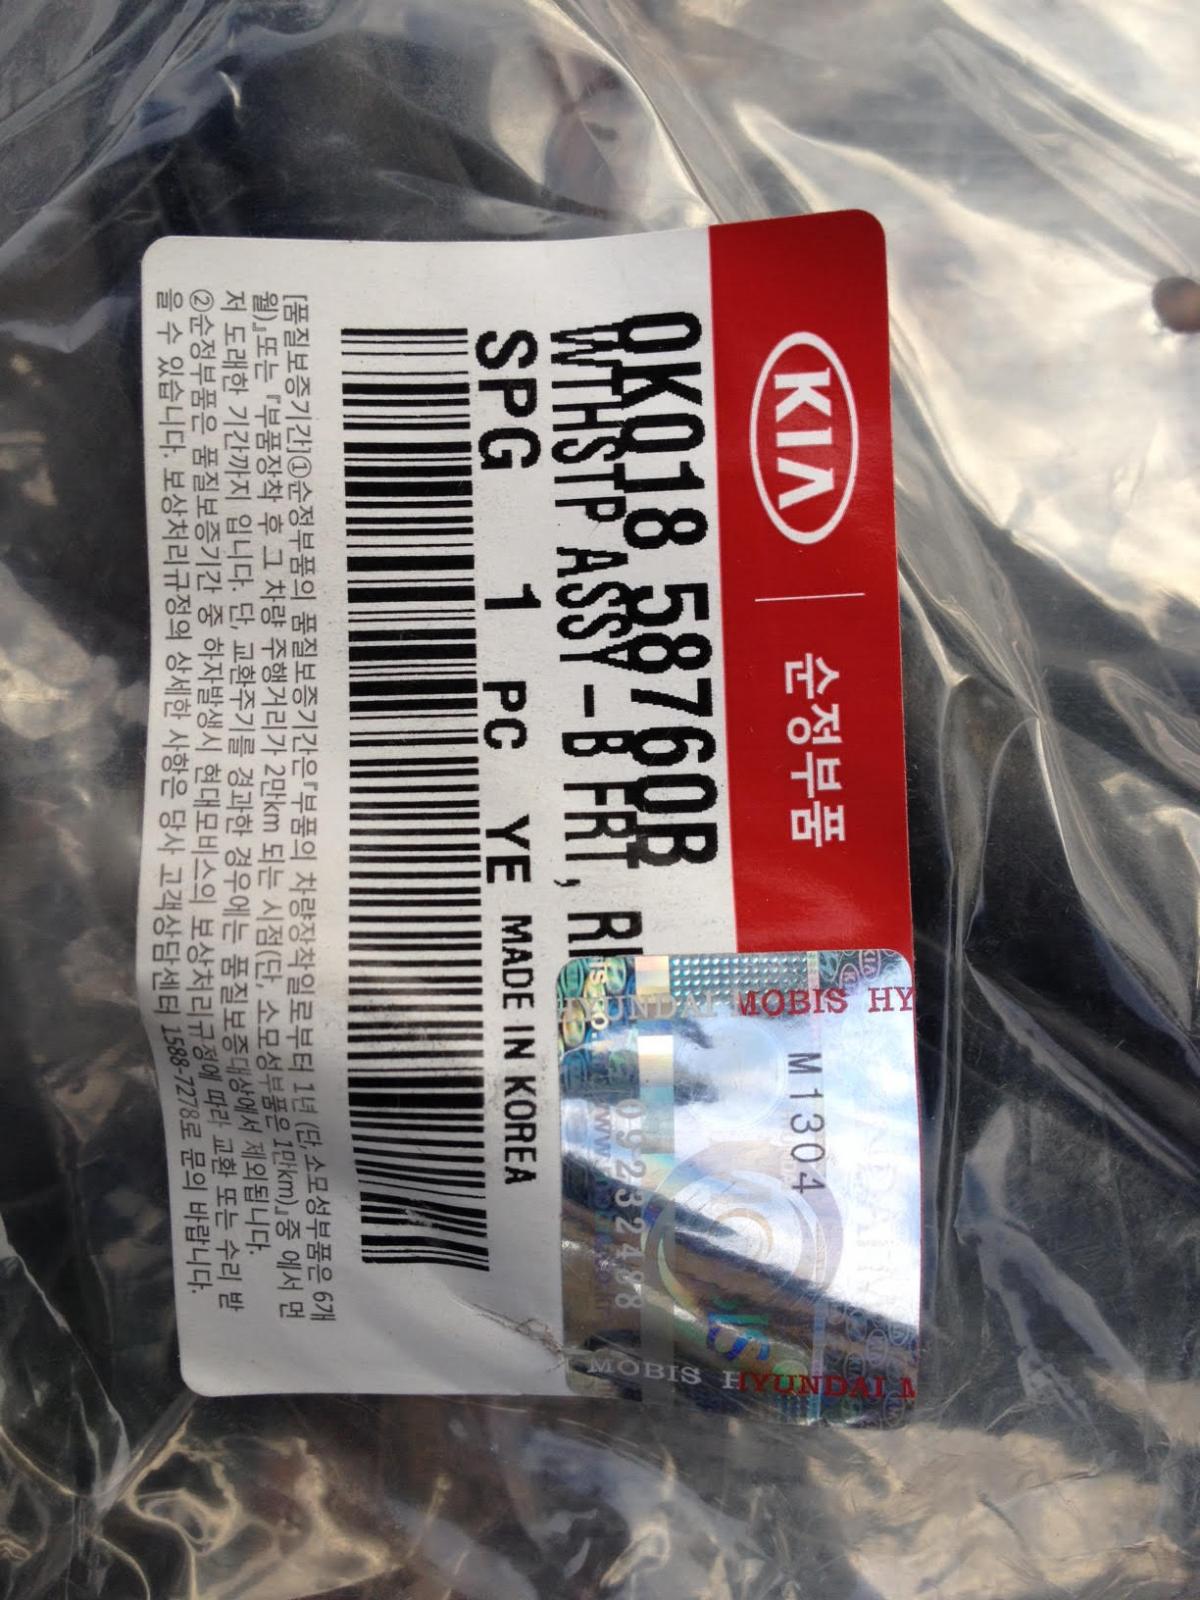 KIA 순정부품
0K018 58760B
WTHSTP ASSY-B FRT,
SPG 1 PC YE MADE IN KOREA
[품질보증기간]①순정부품의 품질보증기간은『부품의 차량장착일로부터 1년 (단, 소모성부품은 6개
월)』또는 『부품장착 후 그 차량 주행거리가 2만km 되는 시점(단, 소모성부품은 1만km)』중 에서 먼
저 도래한 기간까지 입니다. 단, 교환주기를 경과한 경우에는 품질보증대상에서 제외됩니다.
②순정부품은 품질보증기간 중 하자발생시 현대모비스의 보상처리규정에 따라 교환 또는 수리 받
을 수 있습니다. 보상처리규정의 상세한 사항은 당사 고객상담센터 1588-7278로 문의 바랍니다.
HYUNDAI MOBIS HY
M1304
09232488
MOBIS HYUNDAI M